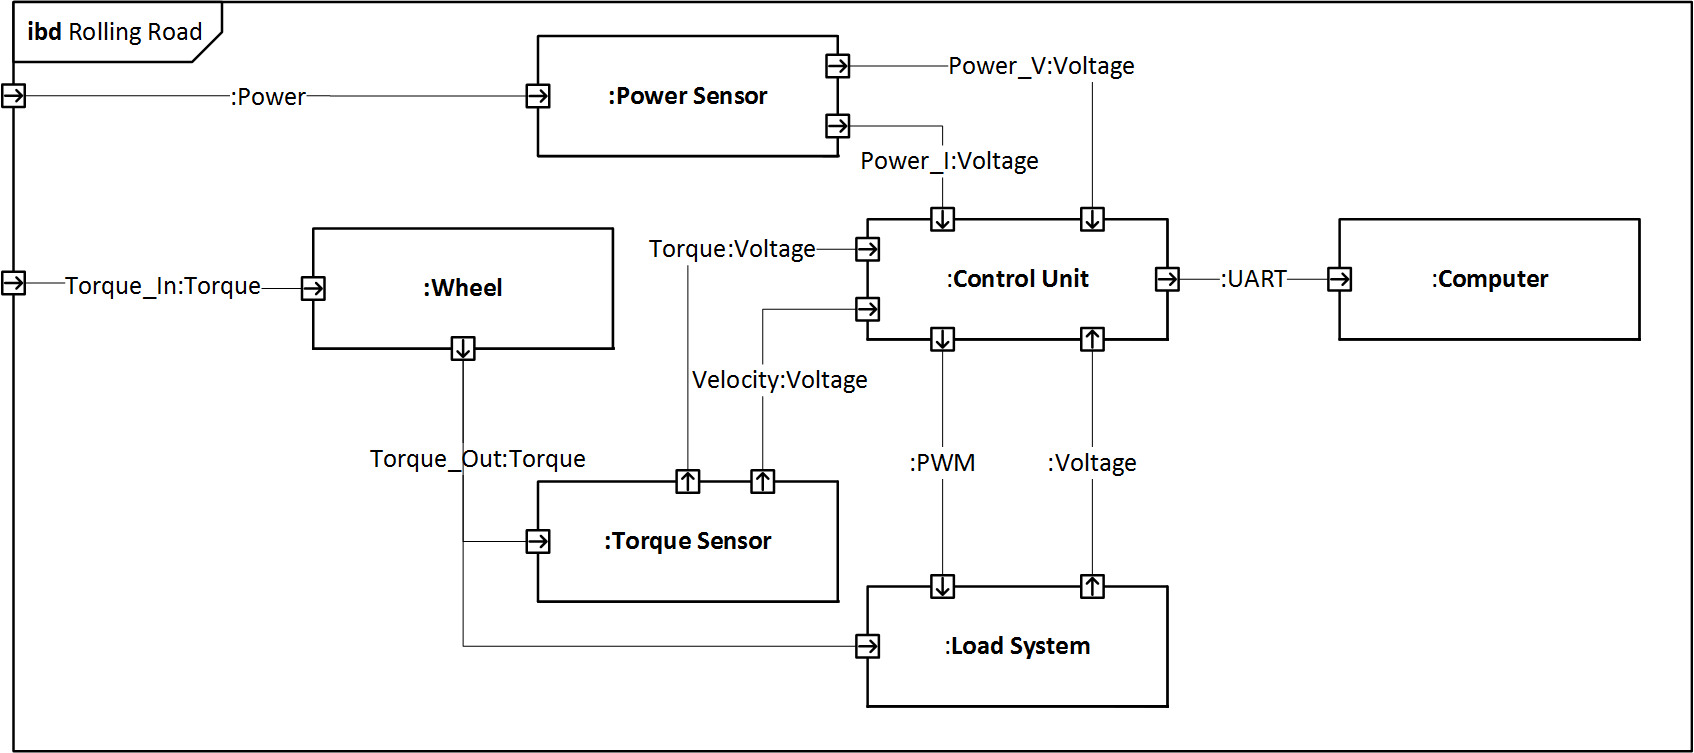 ibd Rolling Road
Power_V:Voltage
:Power
:Power Sensor
Power_I:Voltage
Torque:Voltage
Torque_In:Torque
:Wheel
:Control Unit
:UART
:Computer
Velocity:Voltage
Torque_Out:Torque
:PWM
:Voltage
:Torque Sensor
:Load System